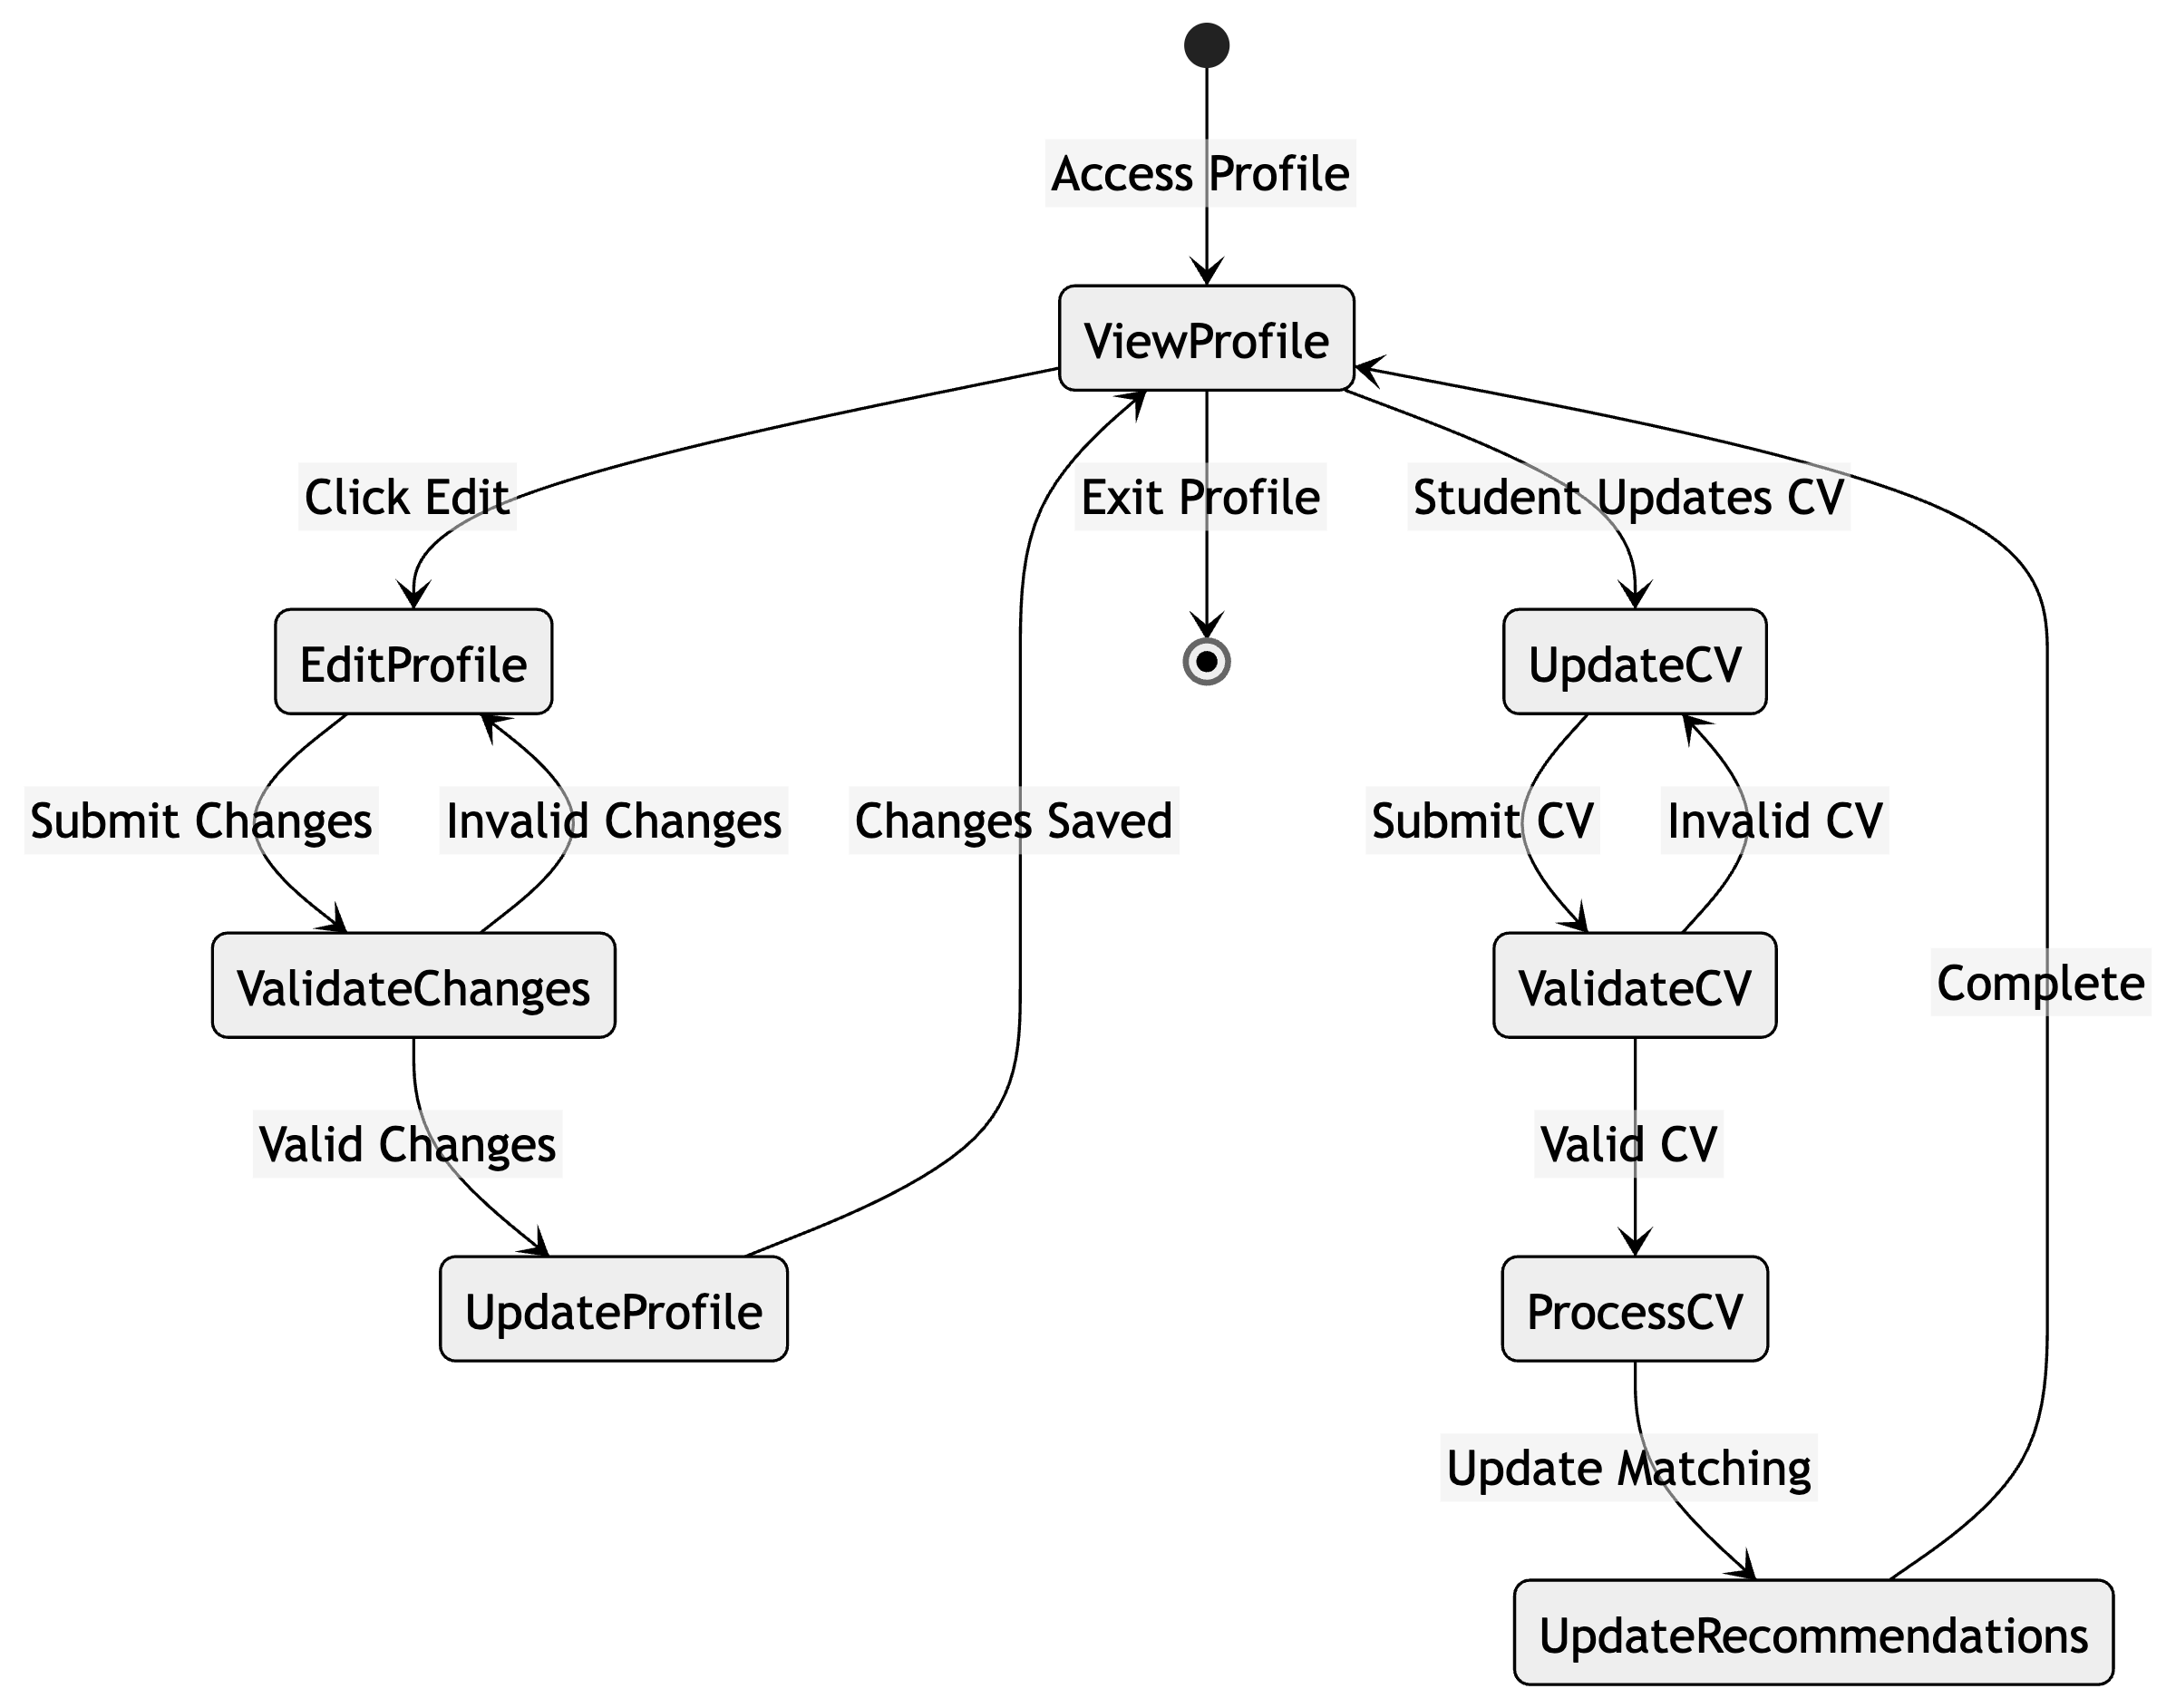 Access Profile
ViewProfile
Click Edit
Exit Profile
Student Updates CV
EditProfile
UpdateCV
Submit Changes
Invalid Changes
Changes Saved
Submit CV
Invalid CV
ValidateChanges
ValidateCV
Complete
Valid Changes
Valid CV
UpdateProfile
ProcessCV
Update Matching
UpdateRecommendations